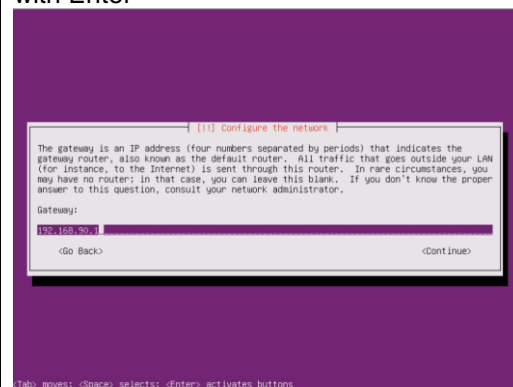 with Enter
[!!] Configure the network
The gateway is an IP address (four numbers separated by periods) that indicates the
gateway router, also known as the default router. All traffic that goes outside your LAN
(for instance, to the Internet) is sent through this router. In rare circumstances, you
may have no router; in that case, you can leave this blank. If you don't know the proper
answer to this question, consult your network administrator.
Gateway:
192.168.90.1
<Go Back> <Continue>
<Tab> moves; <Space> selects; <Enter> activates buttons